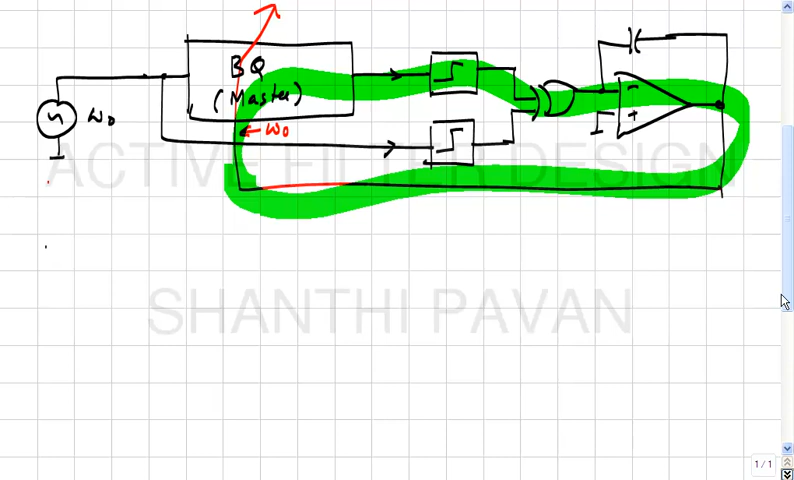 BQ
(Master)
ω₀
← ω₀
-
+
ACTIVE FILTER DESIGN
SHANTHI PAVAN
1 / 1